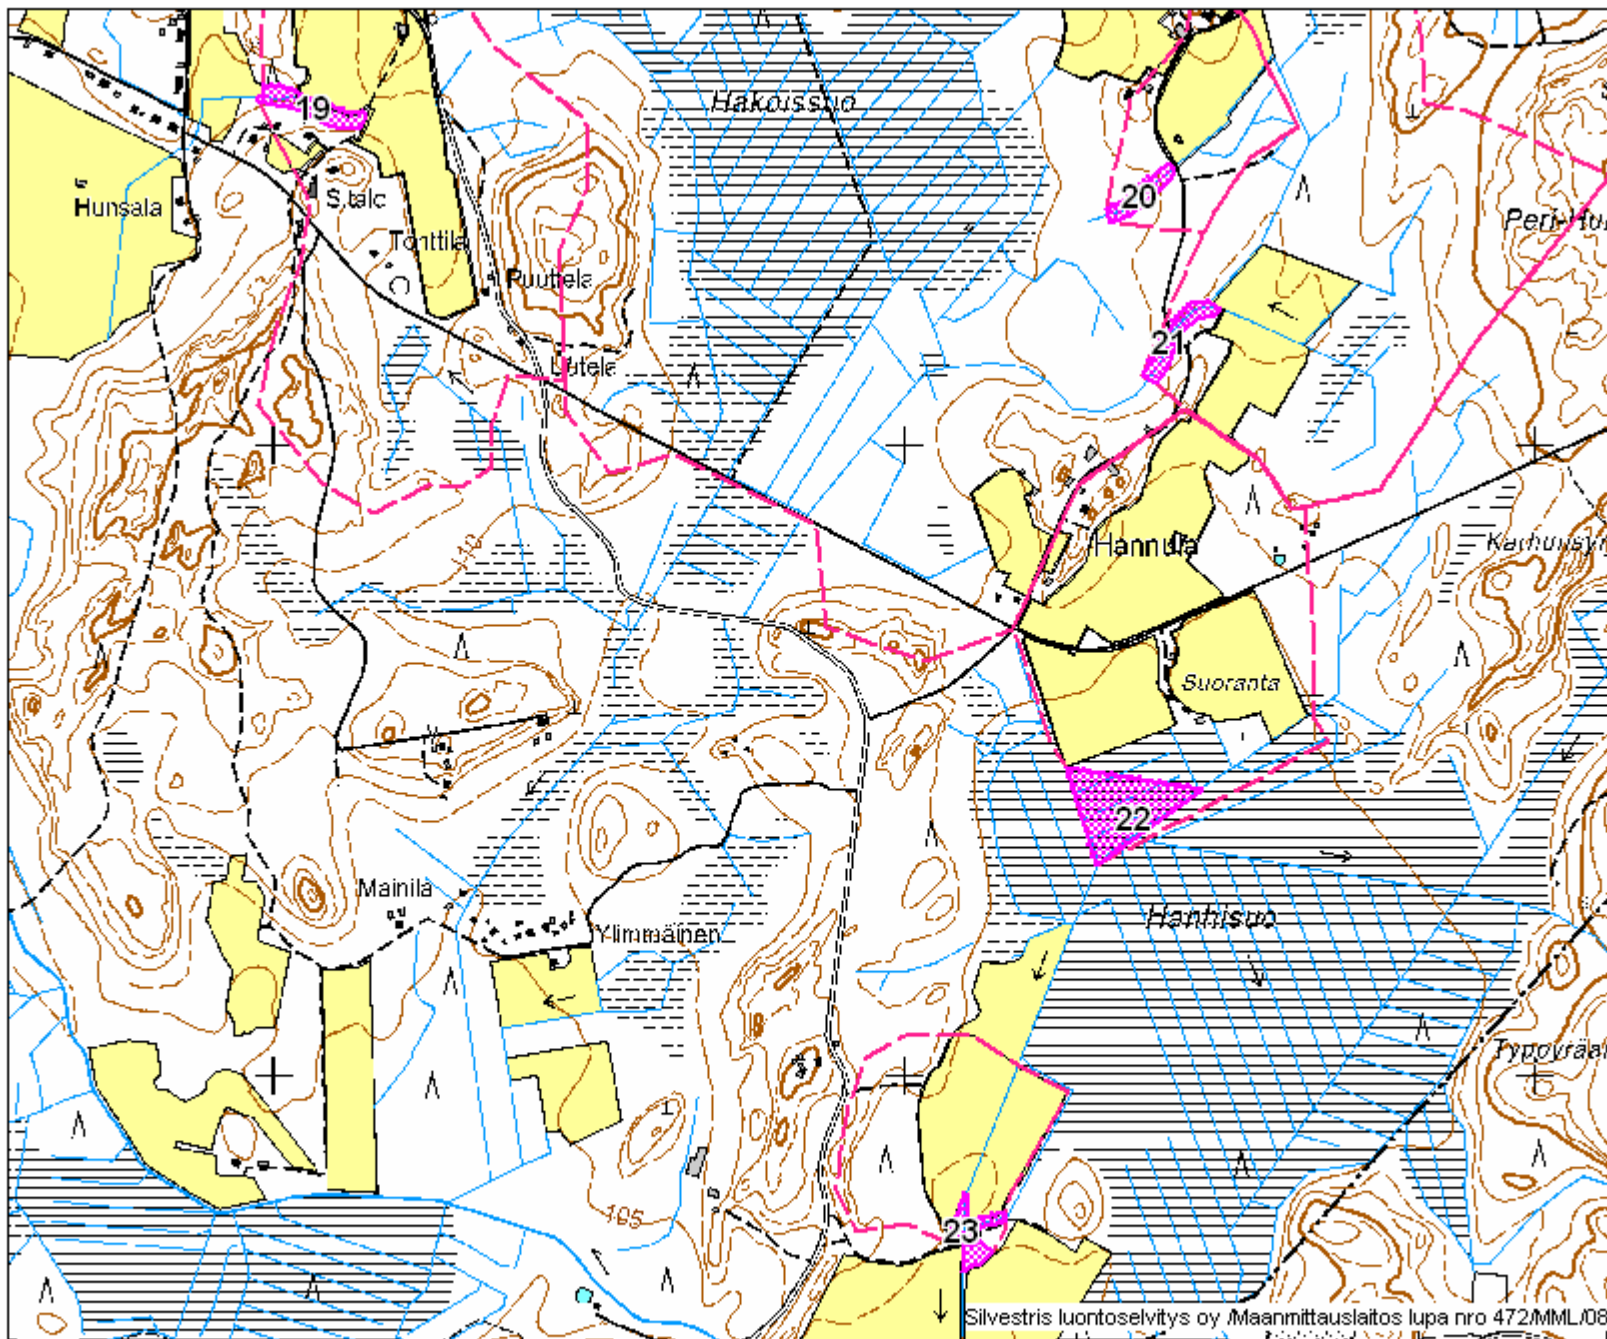 Hakoissuo
19
Hunsala
S.talo
20
Tonttila
Puuttela
Peri-Hu
21
Uutela
110
Hannula
Karhunsyr
Suoranta
22
Mainila
Hanhisuo
Ylimmäinen
105
23
Silvestris luontoselvitys oy /Maanmittauslaitos lupa nro 472/MML/08